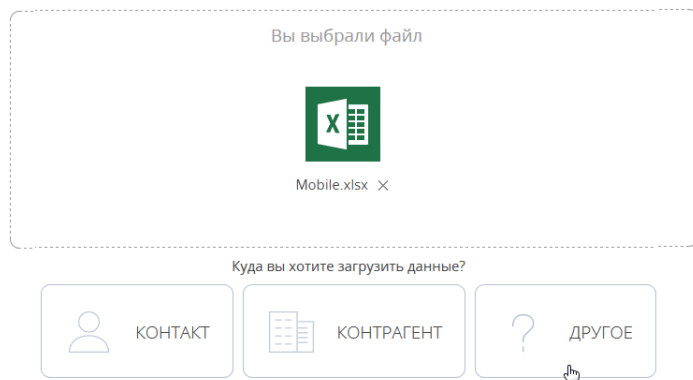 Вы выбрали файл
X
Mobile.xlsx ×
Куда вы хотите загрузить данные?
КОНТАКТ
КОНТРАГЕНТ
?
ДРУГОЕ